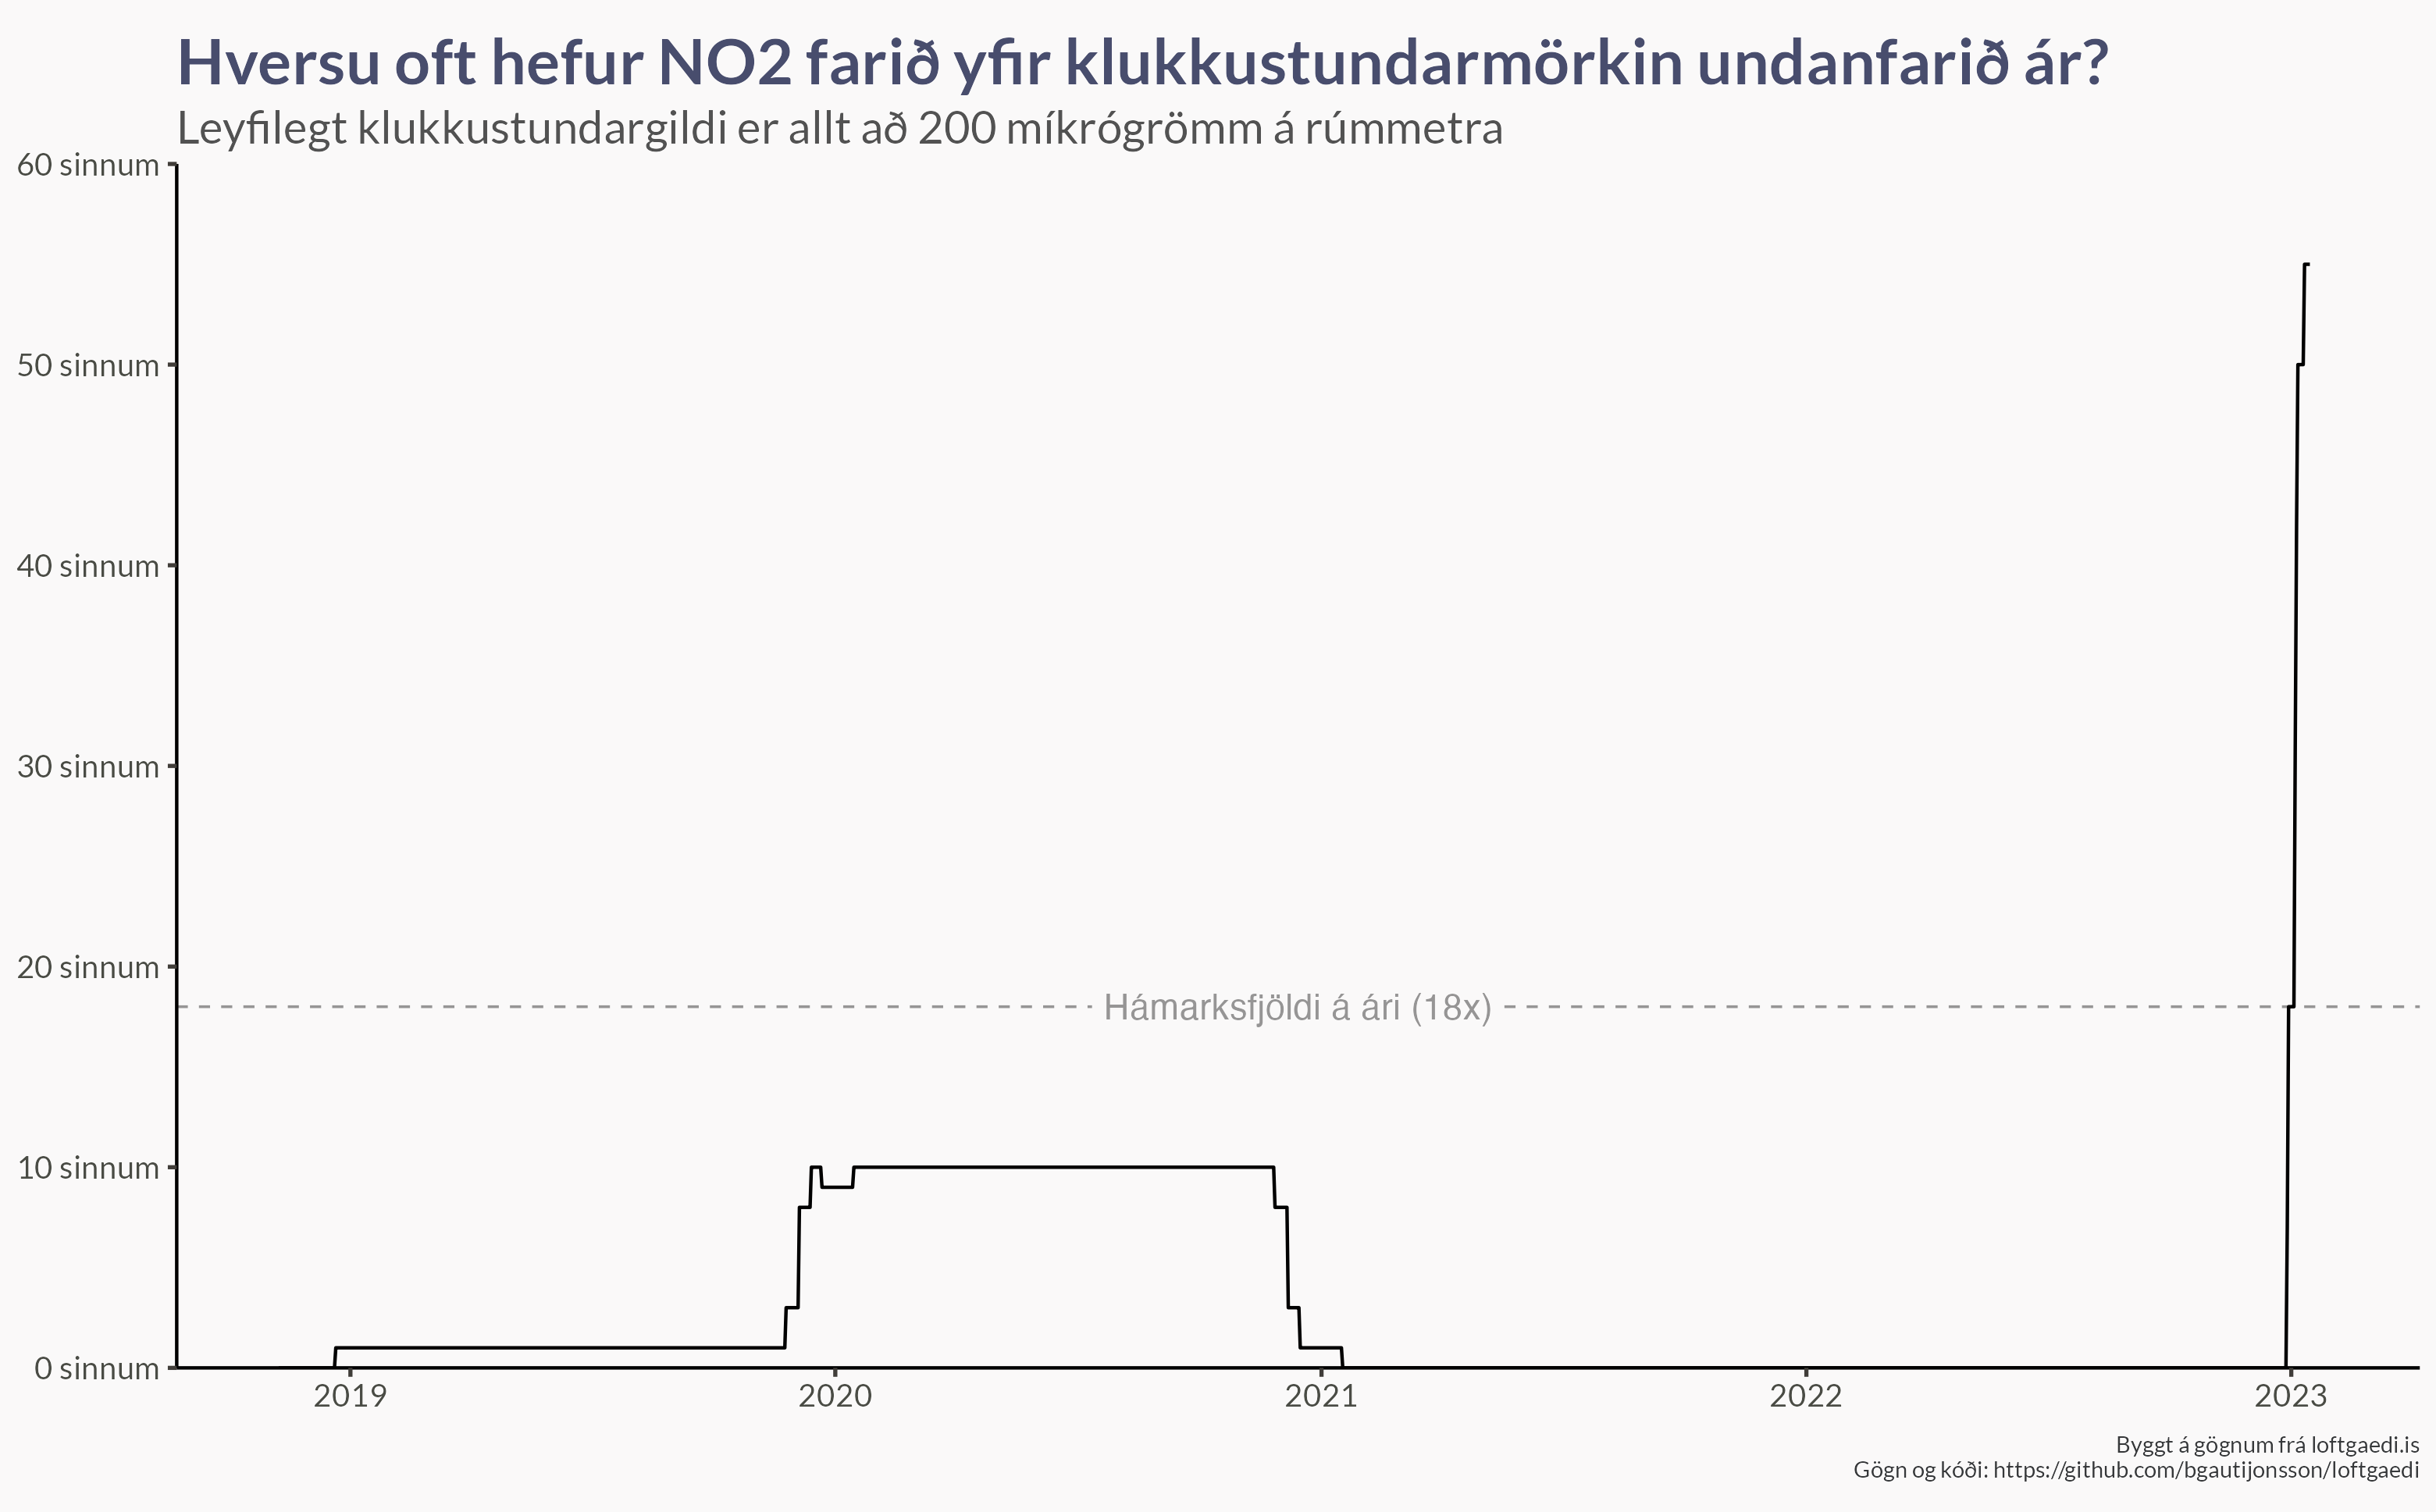 Hversu oft hefur NO2 farið yfir klukkustundarmörkin undanfarið ár?
Leyfilegt klukkustundargildi er allt að 200 míkrógrömm á rúmmetra
60 sinnum
50 sinnum
40 sinnum
30 sinnum
20 sinnum
Hámarksfjöldi á ári (18x)
10 sinnum
0 sinnum
2019 2020 2021 2022 2023
Byggt á gögnum frá loftgaedi.is
Gögn og kóði: https://github.com/bgautijonsson/loftgaedi